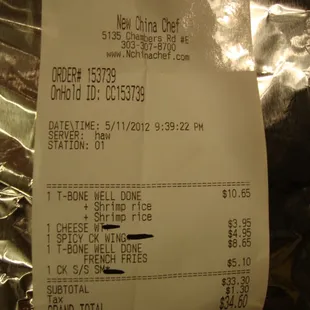 New China Chef
5135 Chambers Rd #E
303-307-8700
www.Nchinachef.com
ORDER# 153739
OnHold ID: CC153739
DATE\TIME: 5/11/2012 9:39:22 PM
SERVER: haw
STATION: 01
1 T-BONE WELL DONE $10.65
+ Shrimp rice
+ Shrimp rice
1 CHEESE $3.95
1 SPICY CK WING $4.95
1 T-BONE WELL DONE $8.65
FRENCH FRIES
1 CK S/S $5.10
SUBTOTAL $33.30
Tax $1.30
GRAND TOTAL $34.60